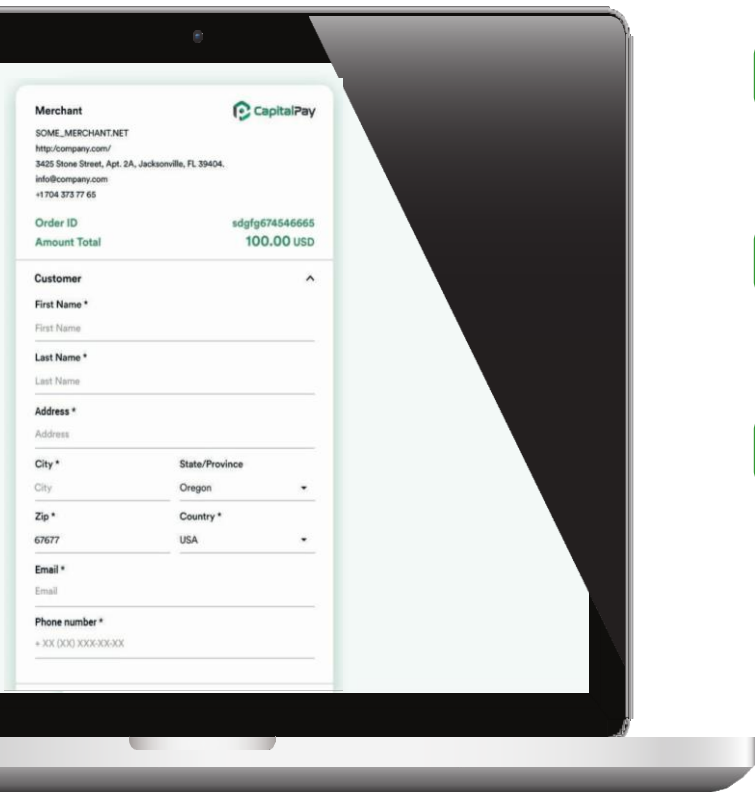 Merchant
CapitalPay
SOME_MERCHANT.NET
http:/company.com/
3425 Stone Street, Apt. 2A, Jacksonville, FL 39404.
info@company.com
+1 704 373 77 65
Order ID sdgfg674546665
Amount Total 100.00 USD
Customer
First Name *
First Name
Last Name *
Last Name
Address *
Address
City * State/Province
City Oregon
Zip * Country *
67677 USA
Email *
Email
Phone number *
+ XX (XX) XXX-XX-XX